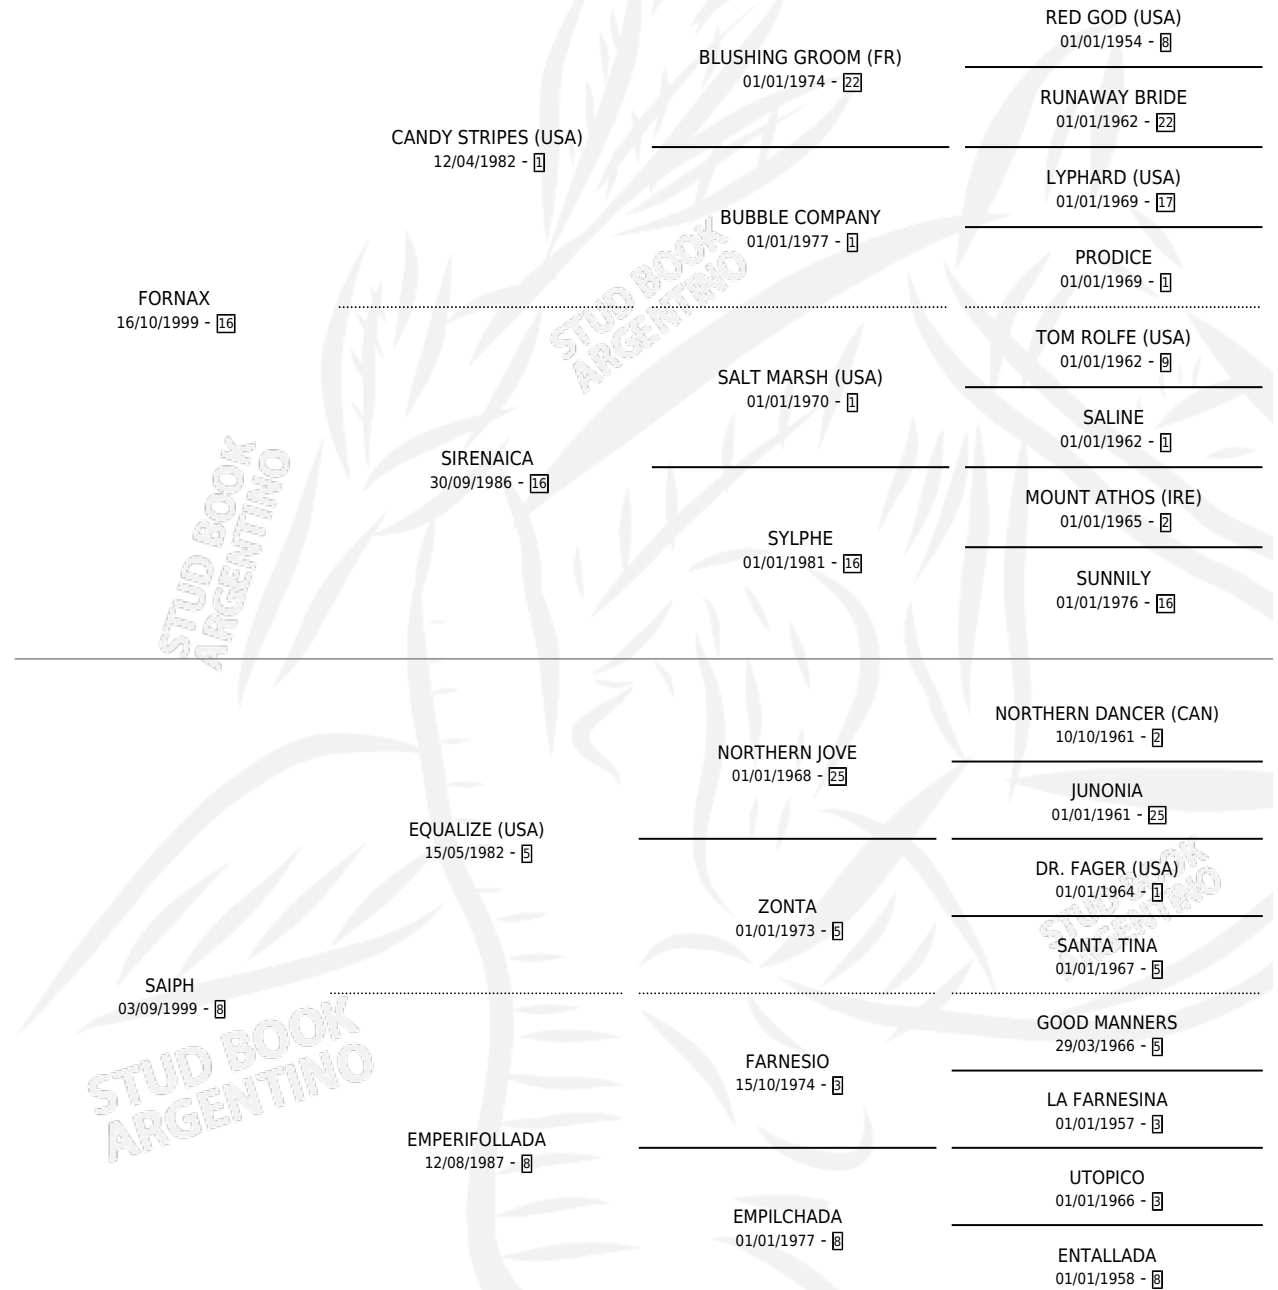 RED GOD (USA)
01/01/1954 - 8
BLUSHING GROOM (FR)
01/01/1974 - 22
RUNAWAY BRIDE
01/01/1962 - 22
CANDY STRIPES (USA)
12/04/1982 - 1
LYPHARD (USA)
01/01/1969 - 17
BUBBLE COMPANY
01/01/1977 - 1
PRODICE
01/01/1969 - 1
FORNAX
16/10/1999 - 16
TOM ROLFE (USA)
01/01/1962 - 9
SALT MARSH (USA)
01/01/1970 - 1
SALINE
01/01/1962 - 1
SIRENAICA
30/09/1986 - 16
MOUNT ATHOS (IRE)
01/01/1965 - 2
SYLPHE
01/01/1981 - 16
SUNNILY
01/01/1976 - 16
STUD BOOK
ARGENTINO
STUD BOOK
ARGENTINO
NORTHERN DANCER (CAN)
10/10/1961 - 2
NORTHERN JOVE
01/01/1968 - 25
JUNONIA
01/01/1961 - 25
EQUALIZE (USA)
15/05/1982 - 5
DR. FAGER (USA)
01/01/1964 - 1
ZONTA
01/01/1973 - 5
SANTA TINA
01/01/1967 - 5
SAIPH
03/09/1999 - 8
GOOD MANNERS
29/03/1966 - 5
FARNESIO
15/10/1974 - 3
LA FARNESINA
01/01/1957 - 3
EMPERIFOLLADA
12/08/1987 - 8
UTOPICO
01/01/1966 - 3
EMPILCHADA
01/01/1977 - 8
ENTALLADA
01/01/1958 - 8
STUD BOOK
ARGENTINO
STUD BOOK
ARGENTINO